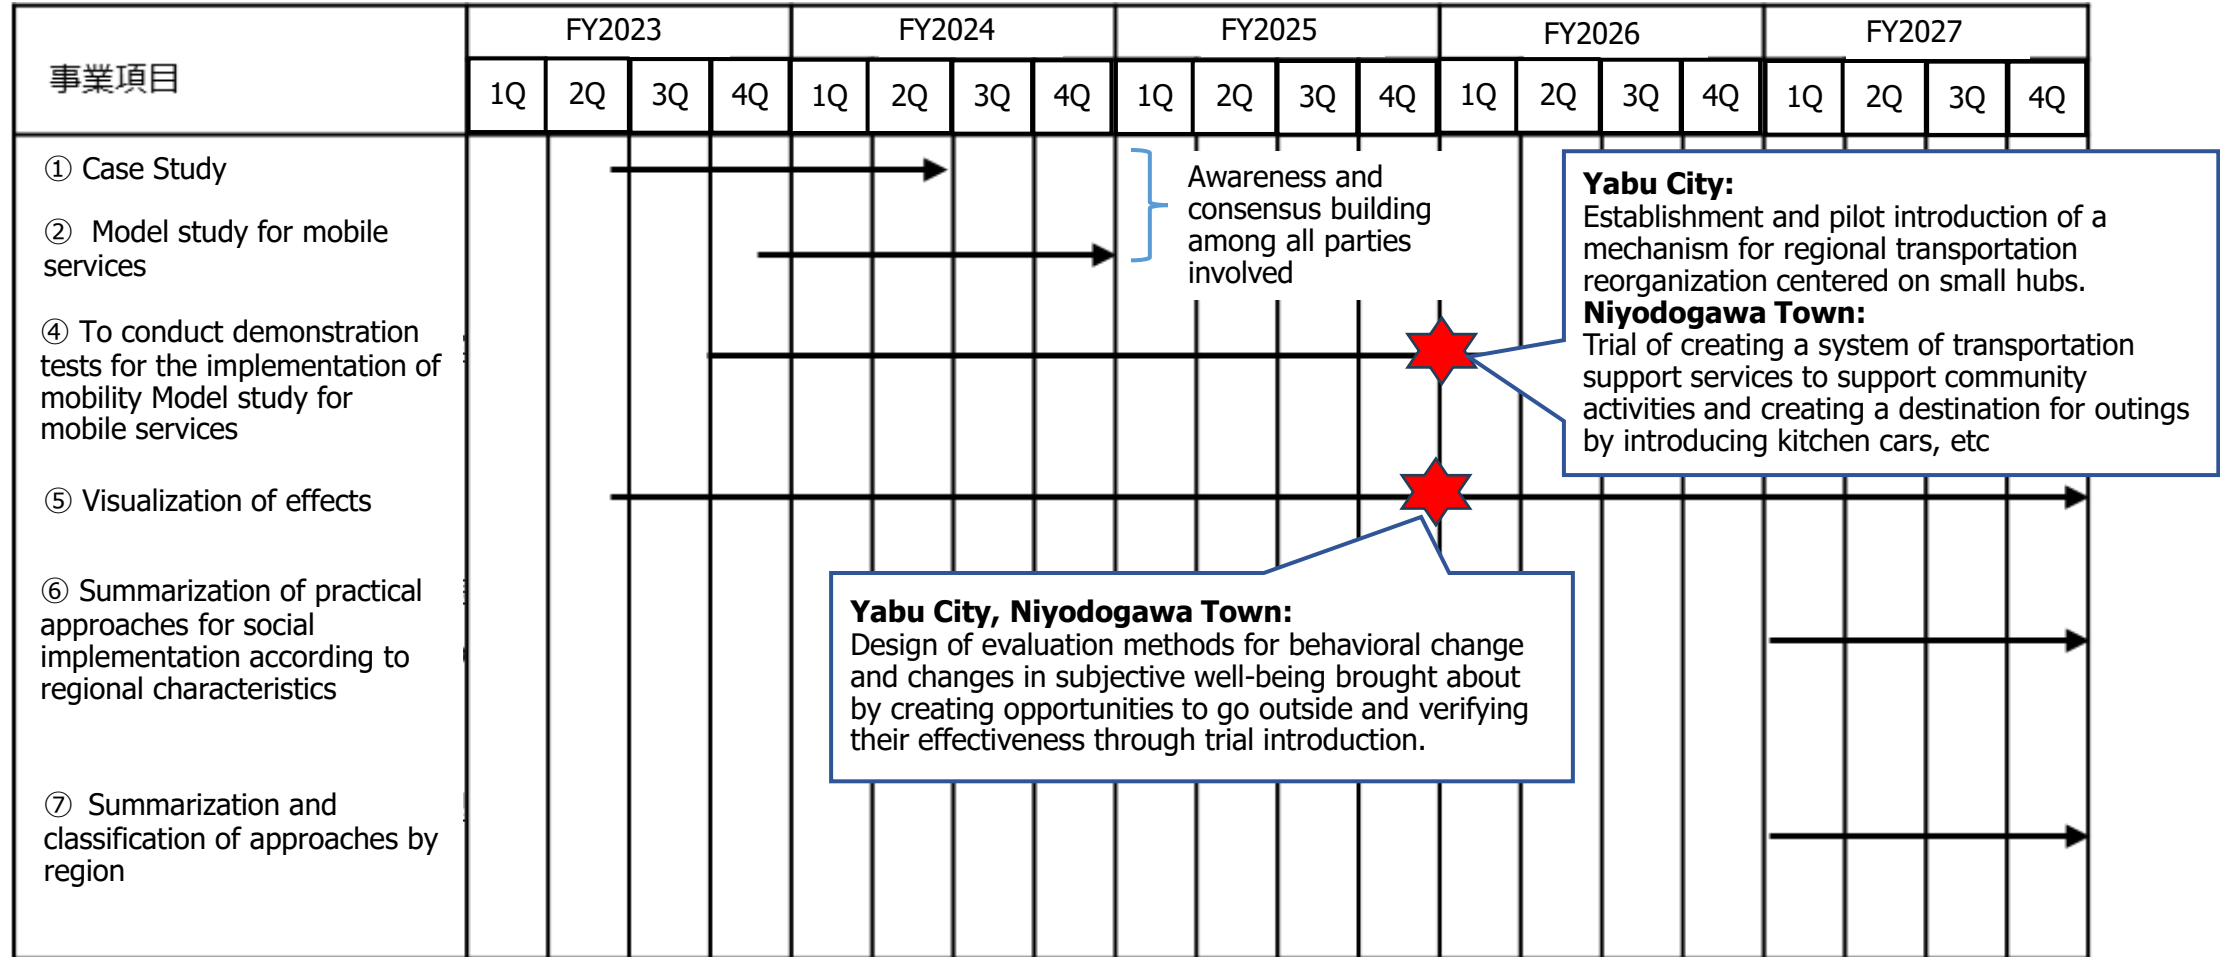 事業項目
FY2023 FY2024 FY2025 FY2026 FY2027
1Q 2Q 3Q 4Q 1Q 2Q 3Q 4Q 1Q 2Q 3Q 4Q 1Q 2Q 3Q 4Q 1Q 2Q 3Q 4Q
① Case Study
② Model study for mobile
services
④ To conduct demonstration
tests for the implementation of
mobility Model study for
mobile services
⑤ Visualization of effects
⑥ Summarization of practical
approaches for social
implementation according to
regional characteristics
⑦ Summarization and
classification of approaches by
region
Awareness and
consensus building
among all parties
involved
Yabu City:
Establishment and pilot introduction of a
mechanism for regional transportation
reorganization centered on small hubs.
Niyodogawa Town:
Trial of creating a system of transportation
support services to support community
activities and creating a destination for outings
by introducing kitchen cars, etc
Yabu City, Niyodogawa Town:
Design of evaluation methods for behavioral change
and changes in subjective well-being brought about
by creating opportunities to go outside and verifying
their effectiveness through trial introduction.